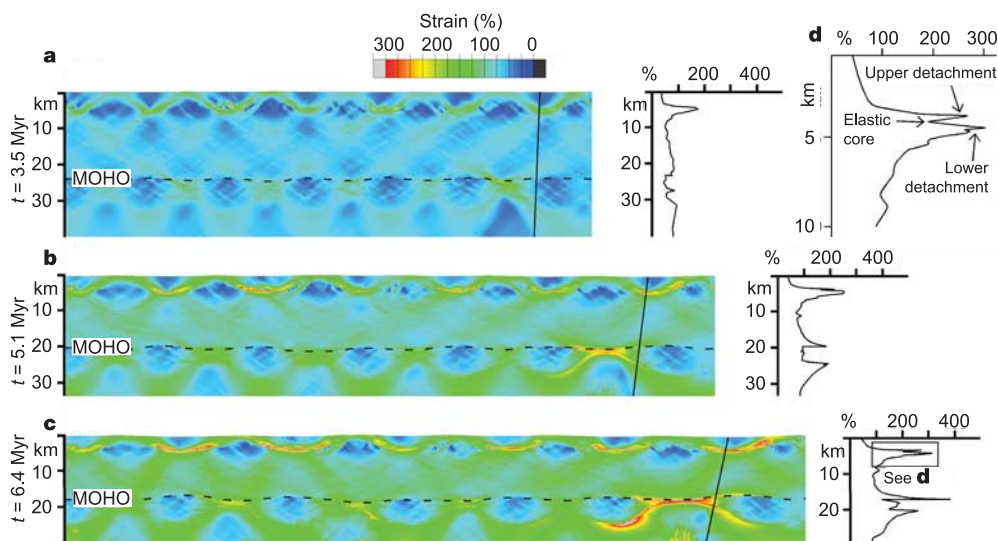 Strain (%)
300 200 100 0
a
km
10
20
MOHO
30
t = 3.5 Myr
% 200 400
km
10
20
30
d
% 100 200 300
Upper detachment
km
Elastic
core
5
Lower
detachment
10
b
km
10
20
MOHO
30
t = 5.1 Myr
% 200 400
km
10
20
30
c
km
10
MOHO
20
t = 6.4 Myr
% 200 400
km
10
See d
20